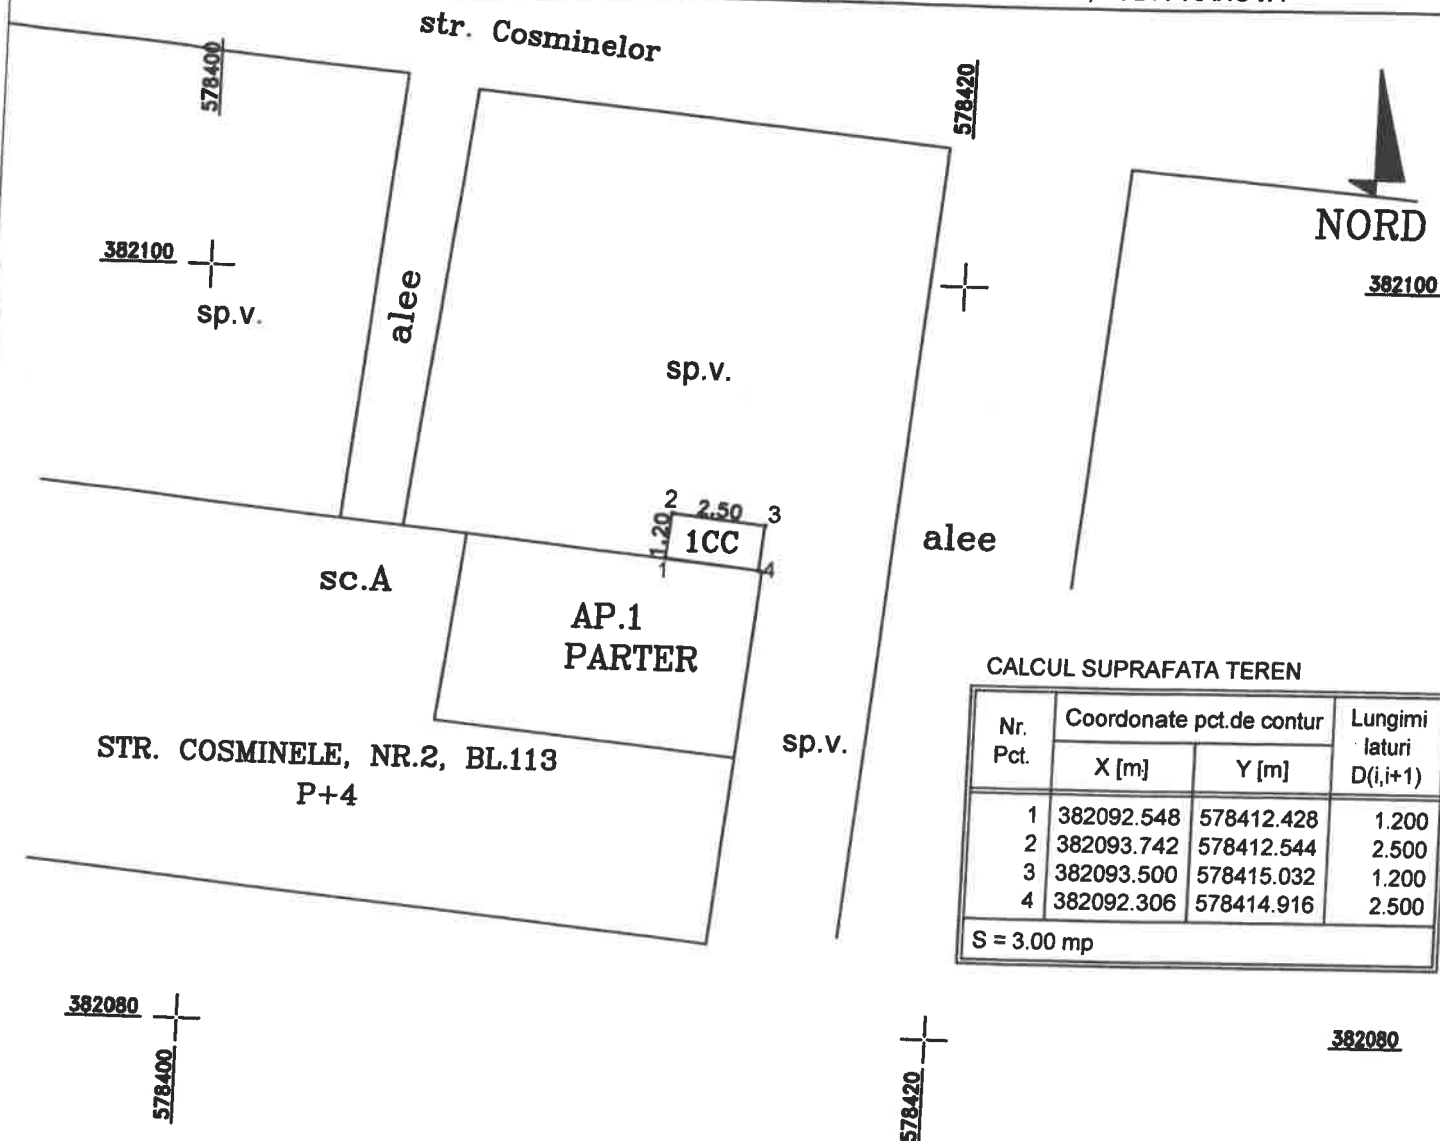 str. Cosminelor
578400
578420
NORD
382100
382100
sp.v.
alee
sp.v.
2
2.50
3
1.20
1CC
1
4
alee
sc.A
AP.1
PARTER
CALCUL SUPRAFATA TEREN
Nr. Pct.
Coordonate pct.de contur
Lungimi laturi D(i,i+1)
X [m]
Y [m]
1 382092.548 578412.428 1.200
2 382093.742 578412.544 2.500
3 382093.500 578415.032 1.200
4 382092.306 578414.916 2.500
S = 3.00 mp
sp.v.
STR. COSMINELE, NR.2, BL.113
P+4
382080
578400
578420
382080